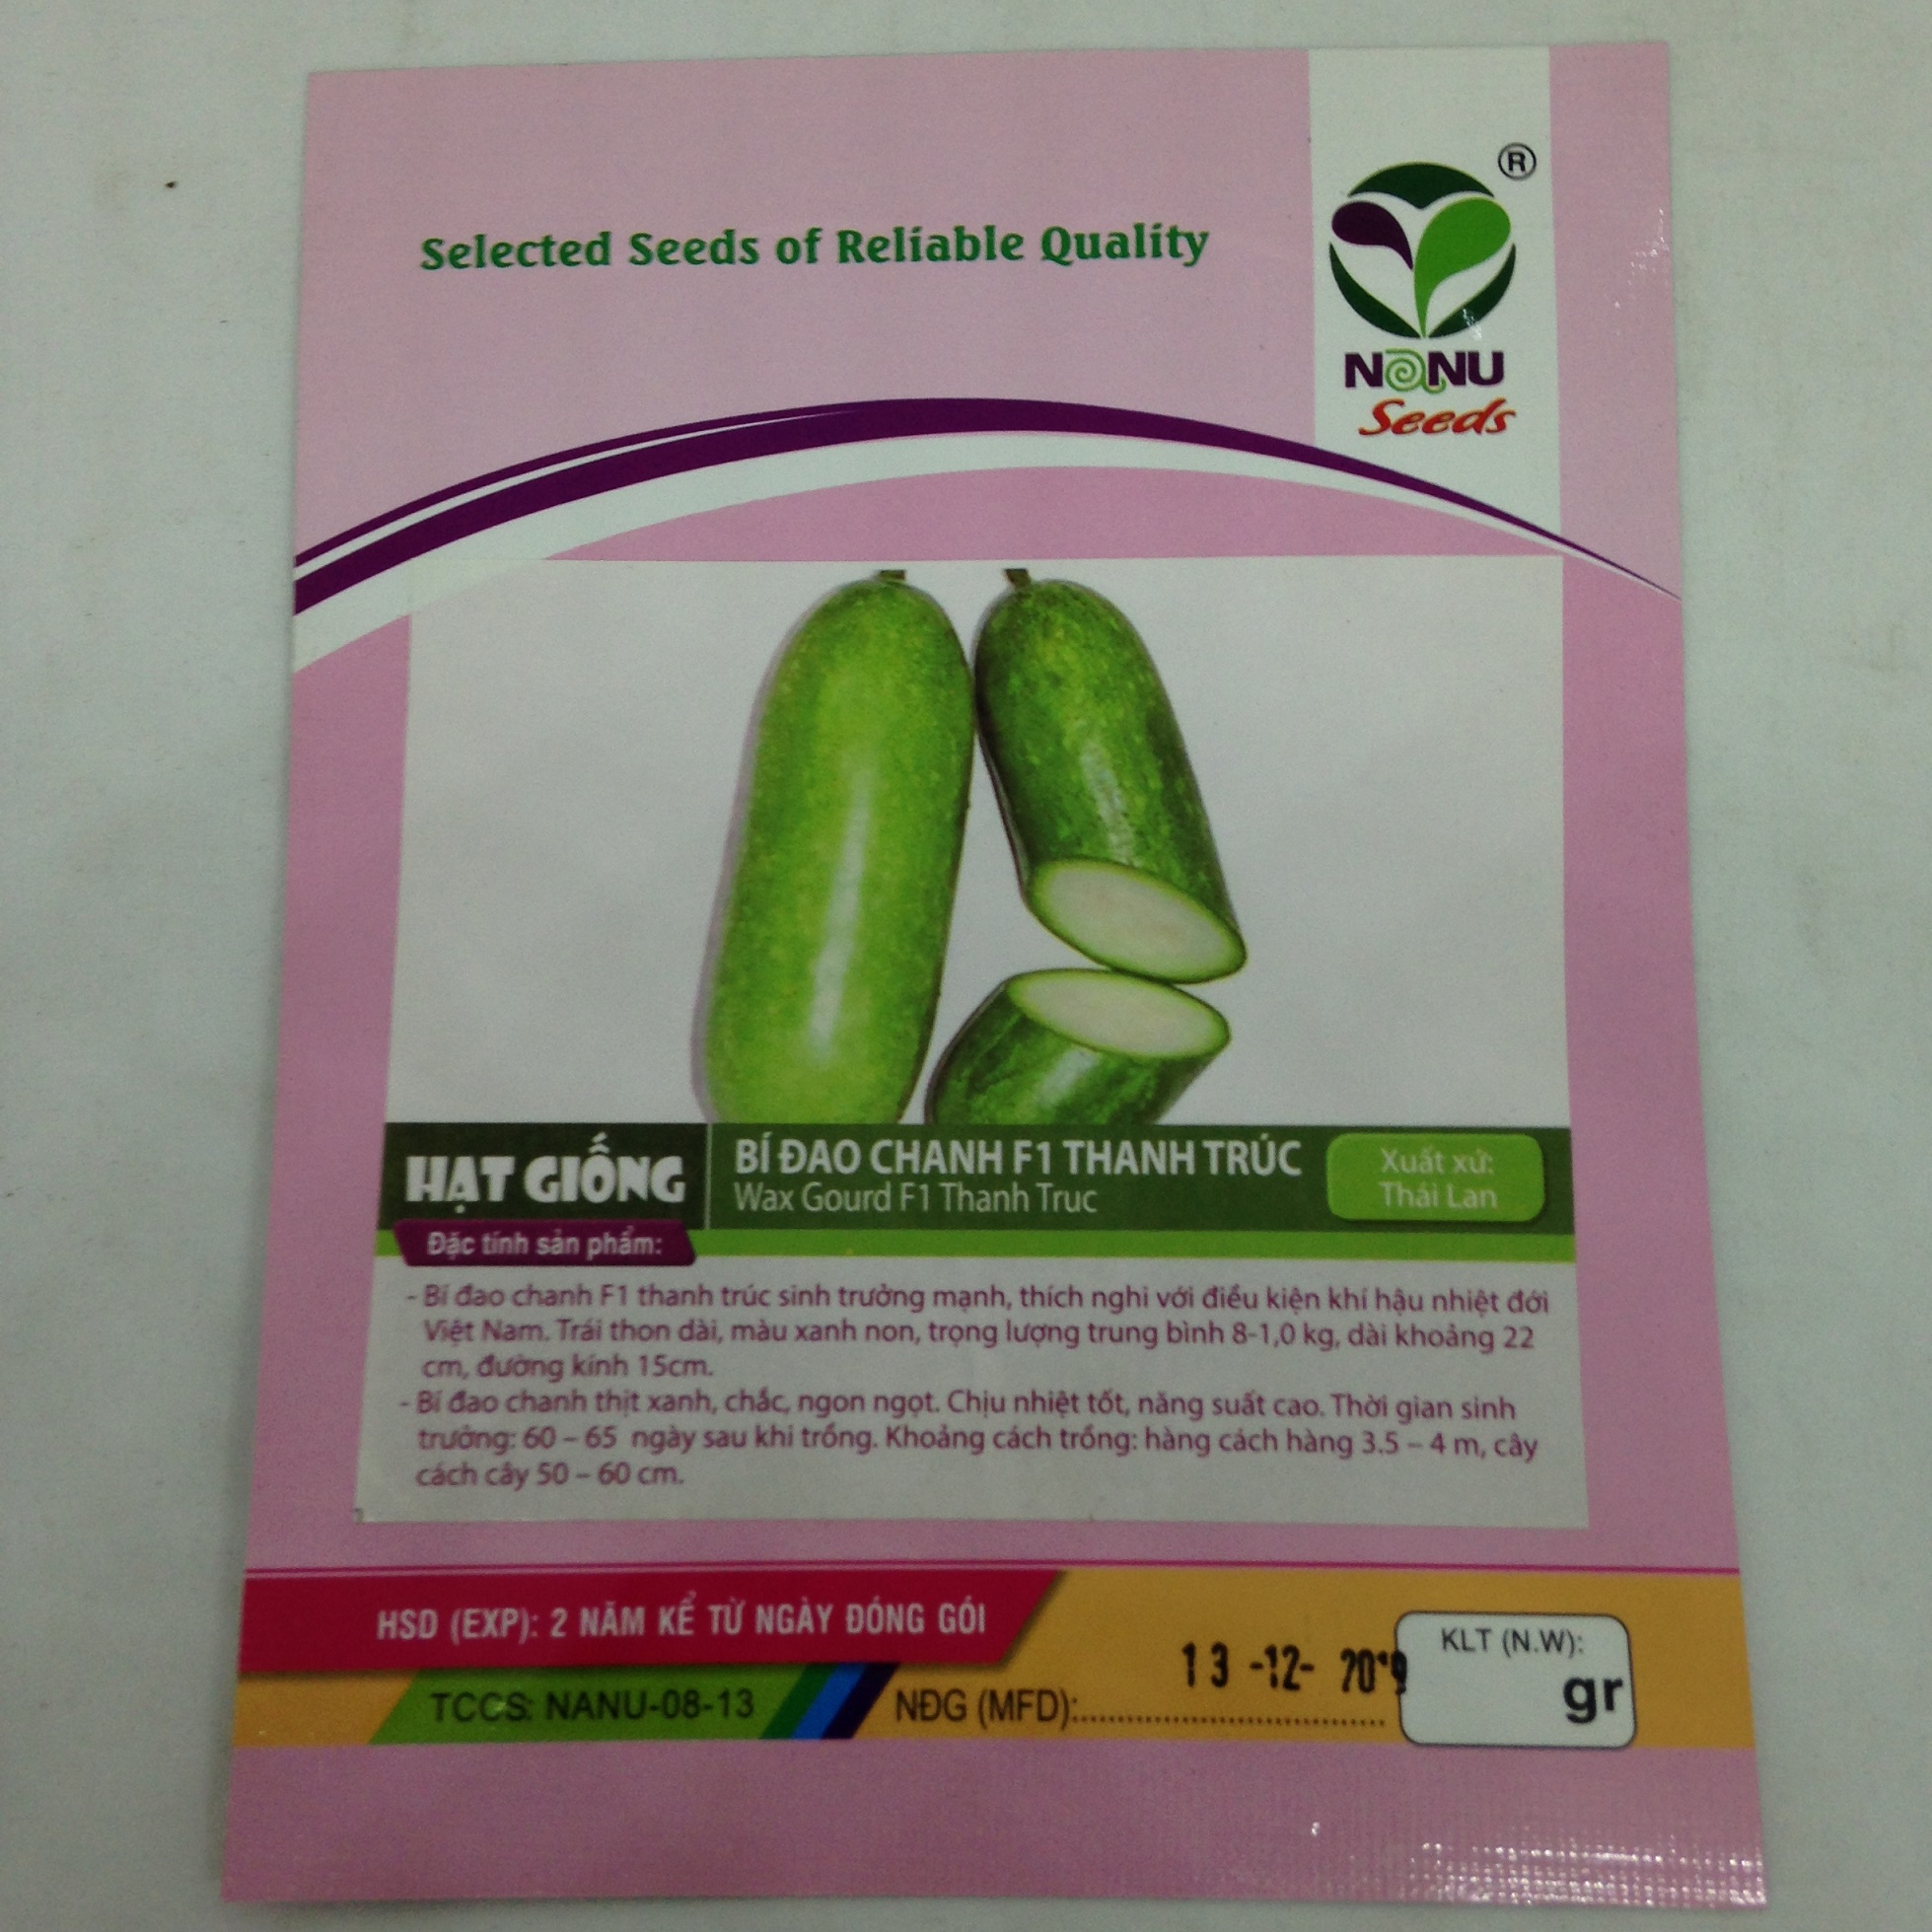 ®
Selected Seeds of Reliable Quality
NANU
Seeds
HẠT GIỐNG
BÍ ĐAO CHANH F1 THANH TRÚC
Wax Gourd F1 Thanh Truc
Xuất xứ:
Thái Lan
Đặc tính sản phẩm:
- Bí đao chanh F1 thanh trúc sinh trưởng mạnh, thích nghi với điều kiện khí hậu nhiệt đới
Việt Nam. Trái thon dài, màu xanh non, trọng lượng trung bình 8-1,0 kg, dài khoảng 22
cm, đường kính 15cm.
- Bí đao chanh thịt xanh, chắc, ngon ngọt. Chịu nhiệt tốt, năng suất cao. Thời gian sinh
trưởng: 60 – 65 ngày sau khi trồng. Khoảng cách trồng: hàng cách hàng 3.5 – 4 m, cây
cách cây 50 – 60 cm.
HSD (EXP): 2 NĂM KỂ TỪ NGÀY ĐÓNG GÓI
TCCS: NANU-08-13
NĐG (MFD):.................................
13 -12- 2019
KLT (N.W):
gr